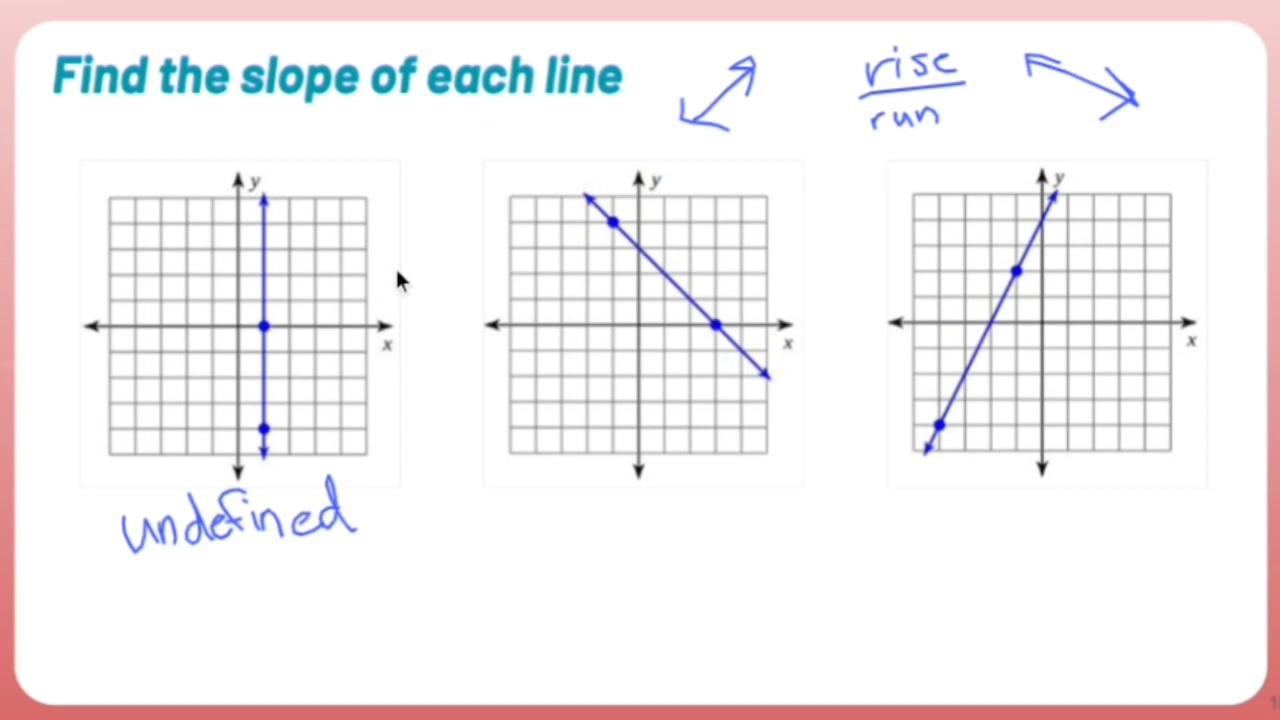 Find the slope of each line
rise
run
y
x
y
x
y
x
undefined